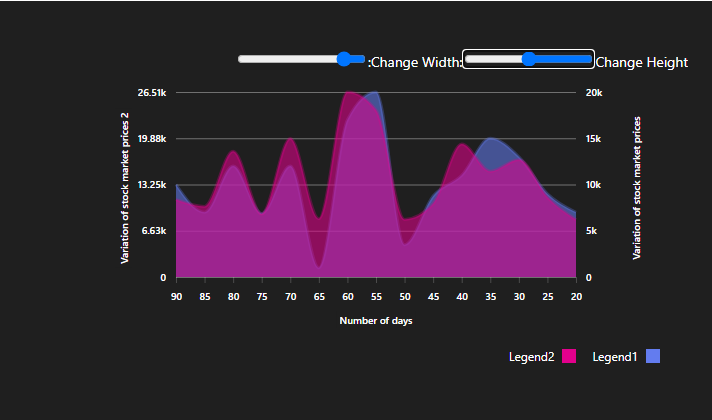 :Change Width: Change Height
Variation of stock market prices 2
26.51k
19.88k
13.25k
6.63k
0
20k
15k
10k
5k
0
Variation of stock market prices
90 85 80 75 70 65 60 55 50 45 40 35 30 25 20
Number of days
Legend2 Legend1